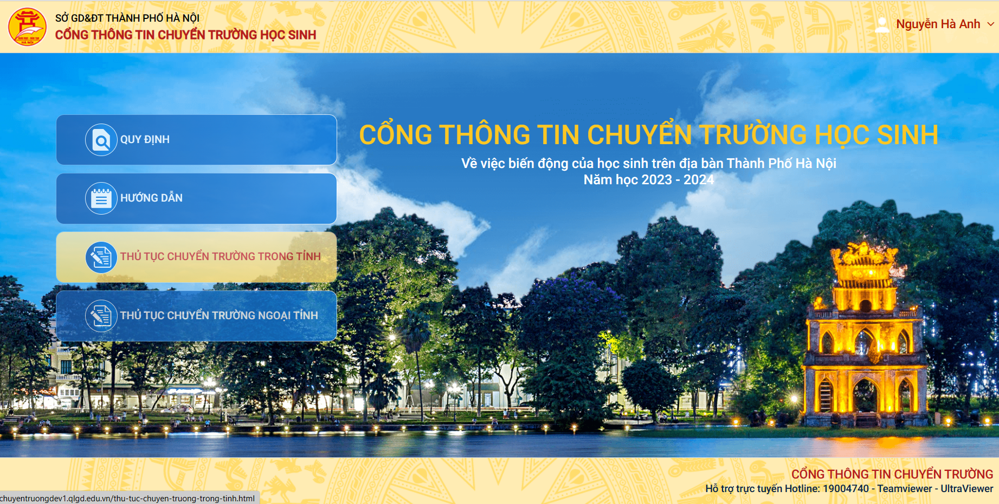 SỞ GD&ĐT THÀNH PHỐ HÀ NỘI
CỔNG THÔNG TIN CHUYỂN TRƯỜNG HỌC SINH
Nguyễn Hà Anh
QUY ĐỊNH
HƯỚNG DẪN
THỦ TỤC CHUYỂN TRƯỜNG TRONG TỈNH
THỦ TỤC CHUYỂN TRƯỜNG NGOẠI TỈNH
CỔNG THÔNG TIN CHUYỂN TRƯỜNG HỌC SINH
Về việc biến động của học sinh trên địa bàn Thành Phố Hà Nội
Năm học 2023 - 2024
CỔNG THÔNG TIN CHUYỂN TRƯỜNG
Hỗ trợ trực tuyến Hotline: 19004740 - Teamviewer - UltraViewer
chuyentruongdev1.qlgd.edu.vn/thu-tuc-chuyen-truong-trong-tinh.html